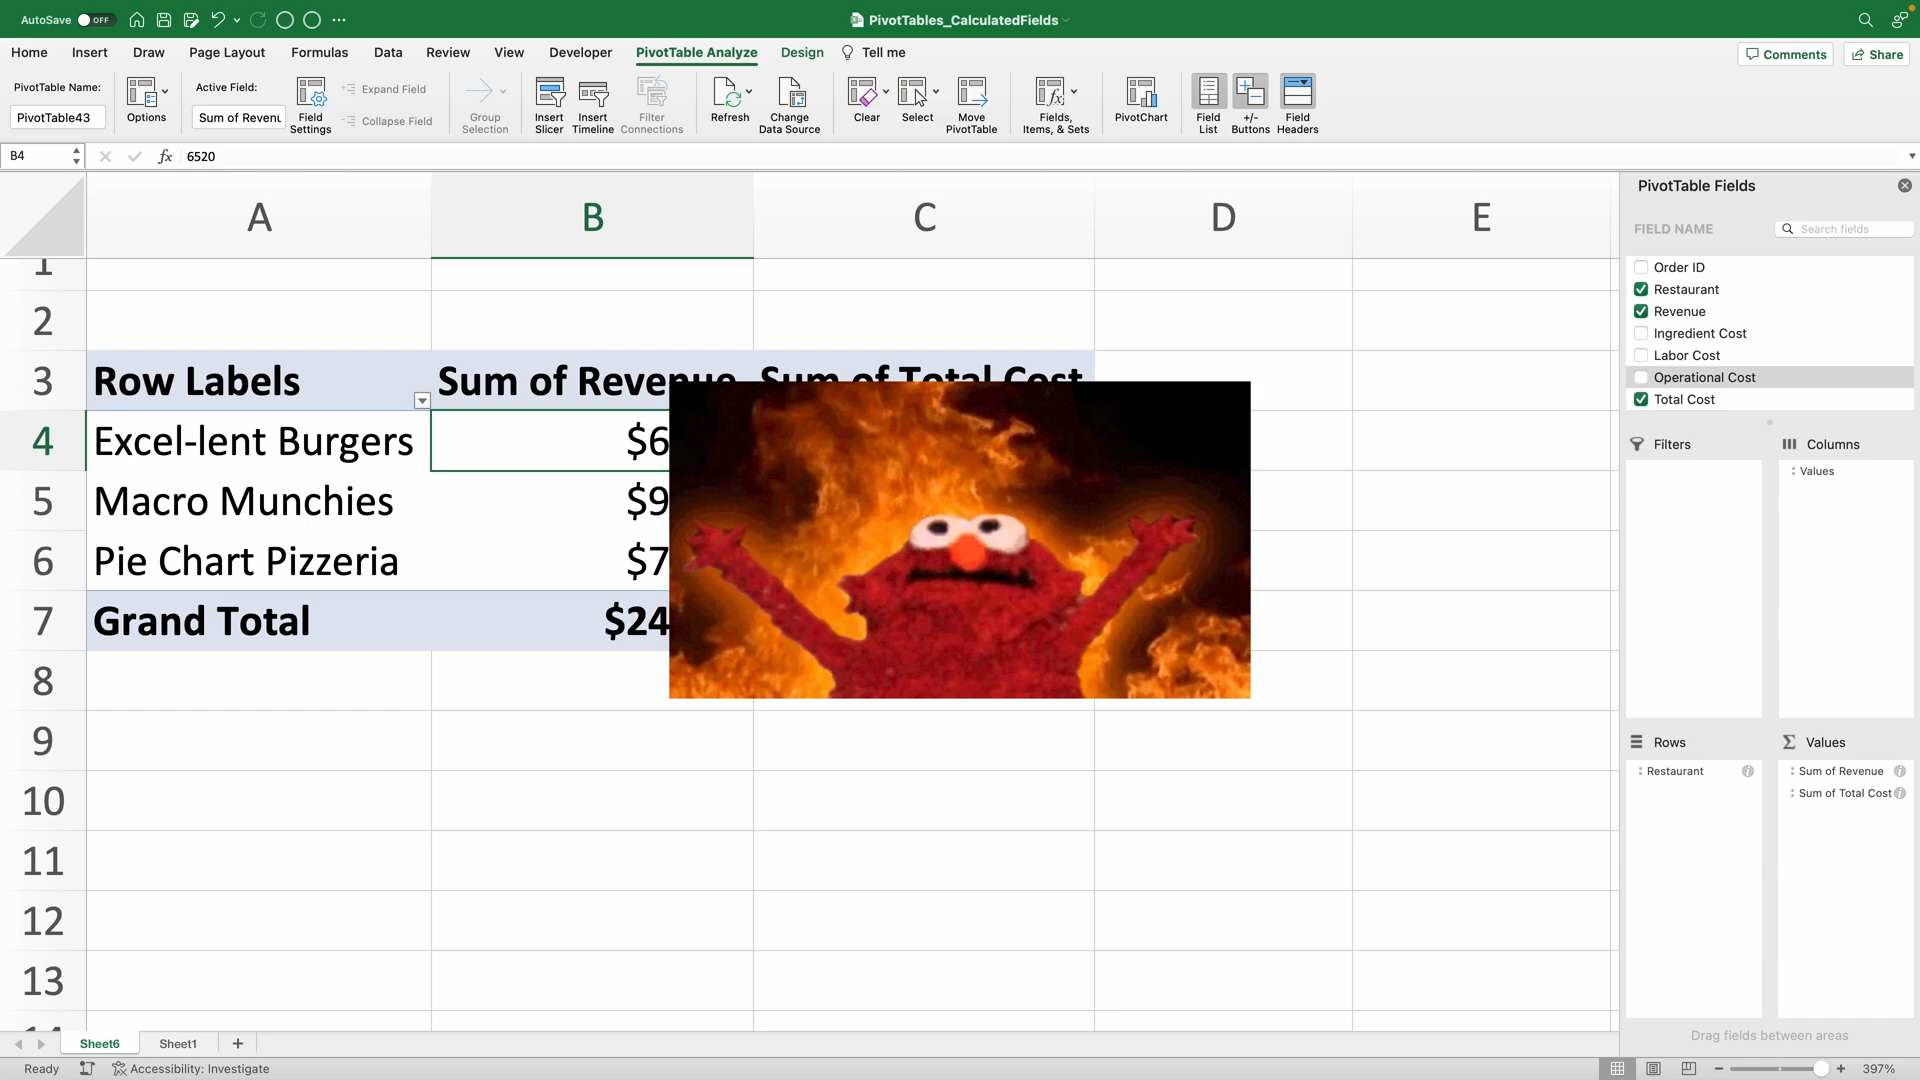 AutoSave OFF
PivotTables_CalculatedFields
Home Insert Draw Page Layout Formulas Data Review View Developer PivotTable Analyze Design Tell me
Comments Share
PivotTable Name:
PivotTable43
Options
Active Field:
Sum of Revenu
Field Settings
Expand Field
Collapse Field
Group Selection
Insert Slicer
Insert Timeline
Filter Connections
Refresh
Change Data Source
Clear
Select
Move PivotTable
Fields, Items, & Sets
PivotChart
Field List
+/- Buttons
Field Headers
B4 fx 6520
A B C D E
1
2
3 Row Labels Sum of Revenue Sum of Total Cost
4 Excel-lent Burgers $6
5 Macro Munchies $9
6 Pie Chart Pizzeria $7
7 Grand Total $24
8
9
10
11
12
13
14
PivotTable Fields
FIELD NAME Search fields
Order ID
Restaurant
Revenue
Ingredient Cost
Labor Cost
Operational Cost
Total Cost
Filters
Columns
Values
Rows
Restaurant
Values
Sum of Revenue
Sum of Total Cost
Drag fields between areas
Sheet6 Sheet1 +
Ready Accessibility: Investigate
397%